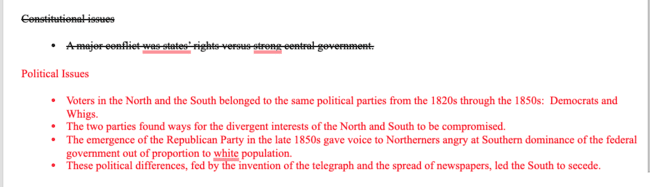 Constitutional issues
• A major conflict was states' rights versus strong central government.
Political Issues
• Voters in the North and the South belonged to the same political parties from the 1820s through the 1850s:  Democrats and
Whigs.
• The two parties found ways for the divergent interests of the North and South to be compromised.
• The emergence of the Republican Party in the late 1850s gave voice to Northerners angry at Southern dominance of the federal
government out of proportion to white population.
• These political differences, fed by the invention of the telegraph and the spread of newspapers, led the South to secede.